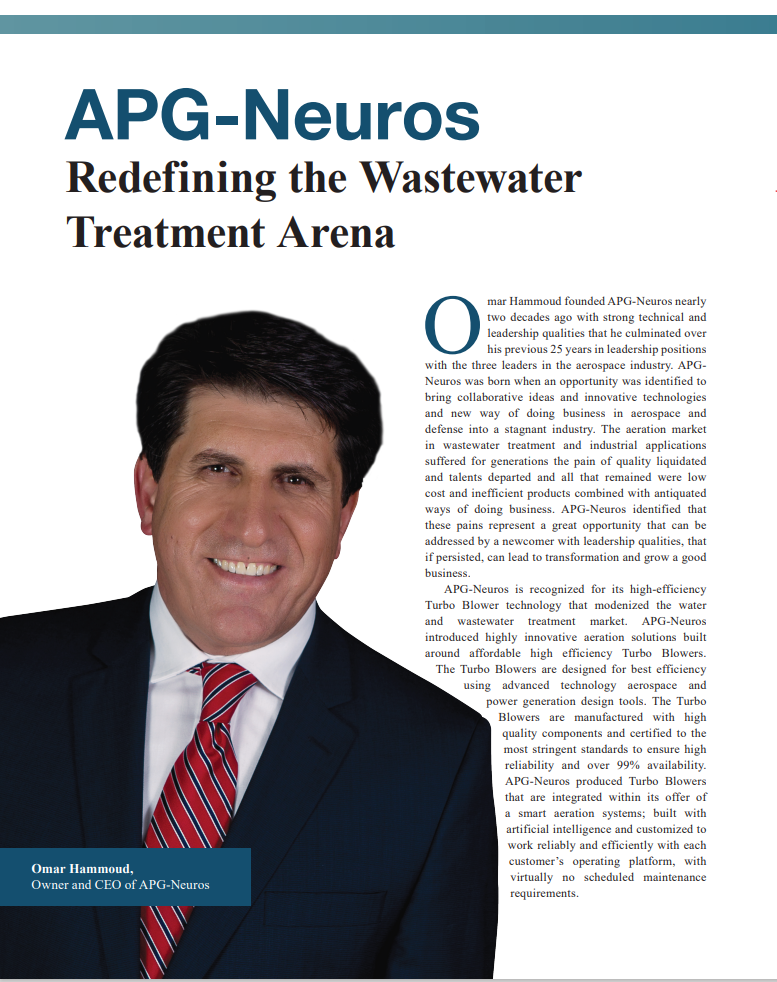 APG-Neuros
Redefining the Wastewater
Treatment Arena
Omar Hammoud founded APG-Neuros nearly
two decades ago with strong technical and
leadership qualities that he culminated over
his previous 25 years in leadership positions
with the three leaders in the aerospace industry. APG-
Neuros was born when an opportunity was identified to
bring collaborative ideas and innovative technologies
and new way of doing business in aerospace and
defense into a stagnant industry. The aeration market
in wastewater treatment and industrial applications
suffered for generations the pain of quality liquidated
and talents departed and all that remained were low
cost and inefficient products combined with antiquated
ways of doing business. APG-Neuros identified that
these pains represent a great opportunity that can be
addressed by a newcomer with leadership qualities, that
if persisted, can lead to transformation and grow a good
business.
APG-Neuros is recognized for its high-efficiency
Turbo Blower technology that modenized the water
and wastewater treatment market. APG-Neuros
introduced highly innovative aeration solutions built
around affordable high efficiency Turbo Blowers.
The Turbo Blowers are designed for best efficiency
using advanced technology aerospace and
power generation design tools. The Turbo
Blowers are manufactured with high
quality components and certified to the
most stringent standards to ensure high
reliability and over 99% availability.
APG-Neuros produced Turbo Blowers
that are integrated within its offer of
a smart aeration systems; built with
artificial intelligence and customized to
work reliably and efficiently with each
customer's operating platform, with
virtually no scheduled maintenance
requirements.
Omar Hammoud,
Owner and CEO of APG-Neuros